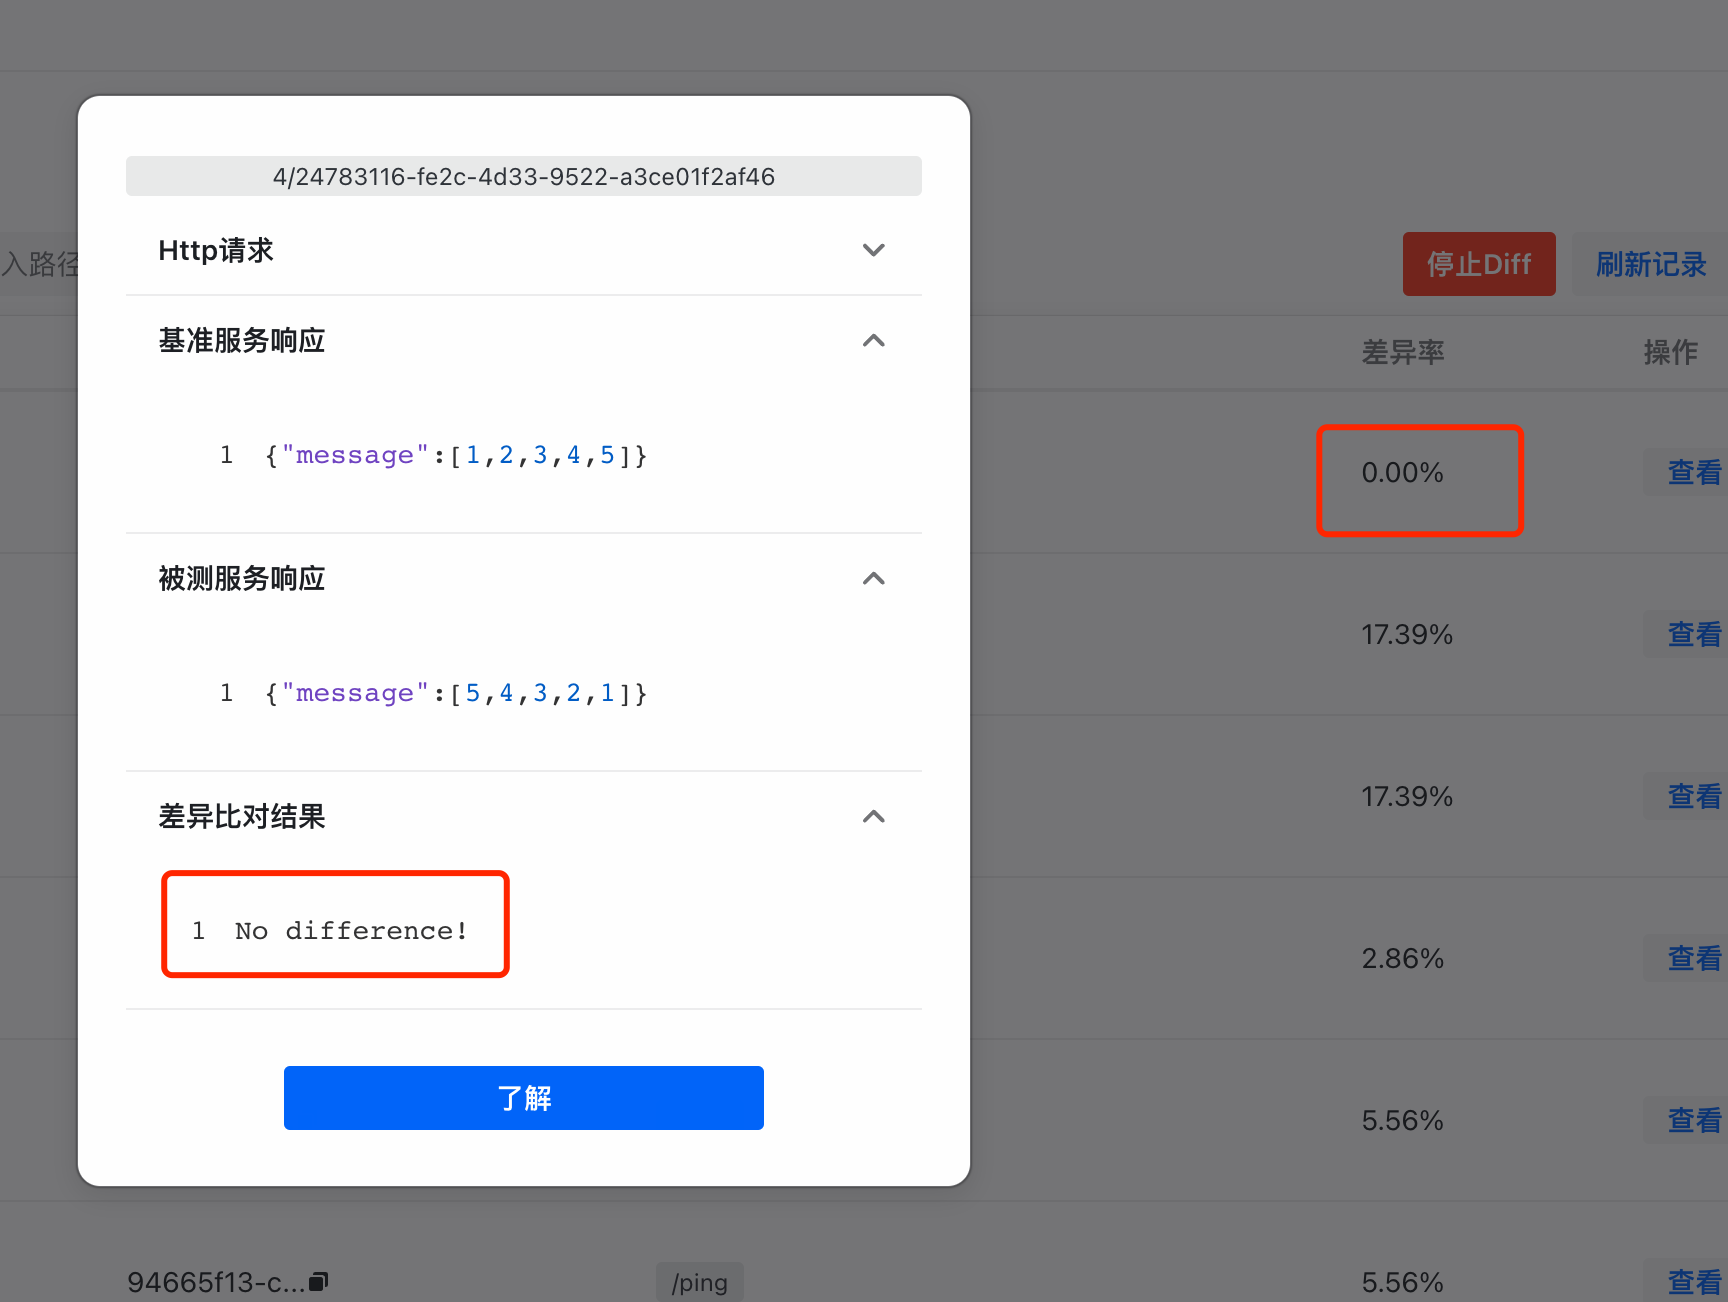 4/24783116-fe2c-4d33-9522-a3ce01f2af46
Http请求
基准服务响应
1 {"message":[1,2,3,4,5]}
被测服务响应
1 {"message":[5,4,3,2,1]}
差异比对结果
1 No difference!
了解
入路径
停止Diff 刷新记录
差异率 操作
0.00% 查看
17.39% 查看
17.39% 查看
2.86% 查看
5.56% 查看
94665f13-c... /ping 5.56% 查看